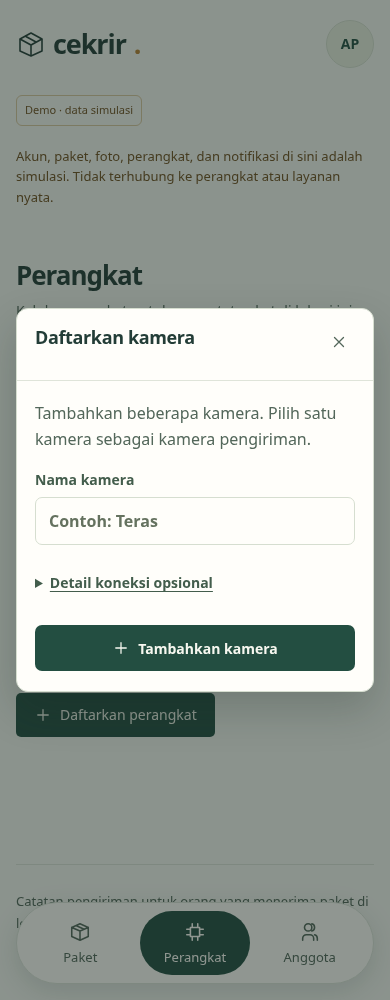 cekrir.
AP
Demo · data simulasi
Akun, paket, foto, perangkat, dan notifikasi di sini adalah
simulasi. Tidak terhubung ke perangkat atau layanan
nyata.
Perangkat
Daftarkan kamera
Tambahkan beberapa kamera. Pilih satu
kamera sebagai kamera pengiriman.
Nama kamera
Contoh: Teras
Detail koneksi opsional
Tambahkan kamera
Daftarkan perangkat
Catatan pengiriman untuk orang yang menerima paket di
Paket
Perangkat
Anggota